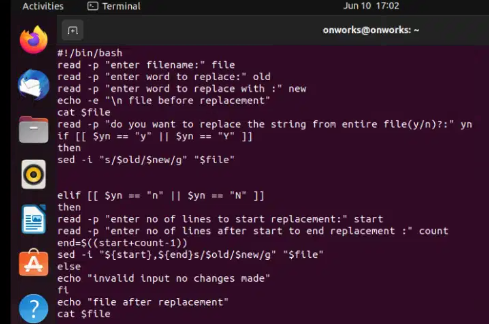 Activities
Terminal
Jun 10 17:02
onworks@onworks: ~
#!/bin/bash
read -p "enter filename:" file
read -p "enter word to replace:" old
read -p "enter word to replace with :" new
echo -e "\n file before replacement"
cat $file
read -p "do you want to replace the string from entire file(y/n)?:" yn
if [[ $yn == "y" || $yn == "Y" ]]
then
sed -i "s/$old/$new/g" "$file"
elif [[ $yn == "n" || $yn == "N" ]]
then
read -p "enter no of lines to start replacement:" start
read -p "enter no of lines after start to end replacement :" count
end=$((start+count-1))
sed -i "${start},${end}s/$old/$new/g" "$file"
else
echo "invalid input no changes made"
fi
echo "file after replacement"
cat $file